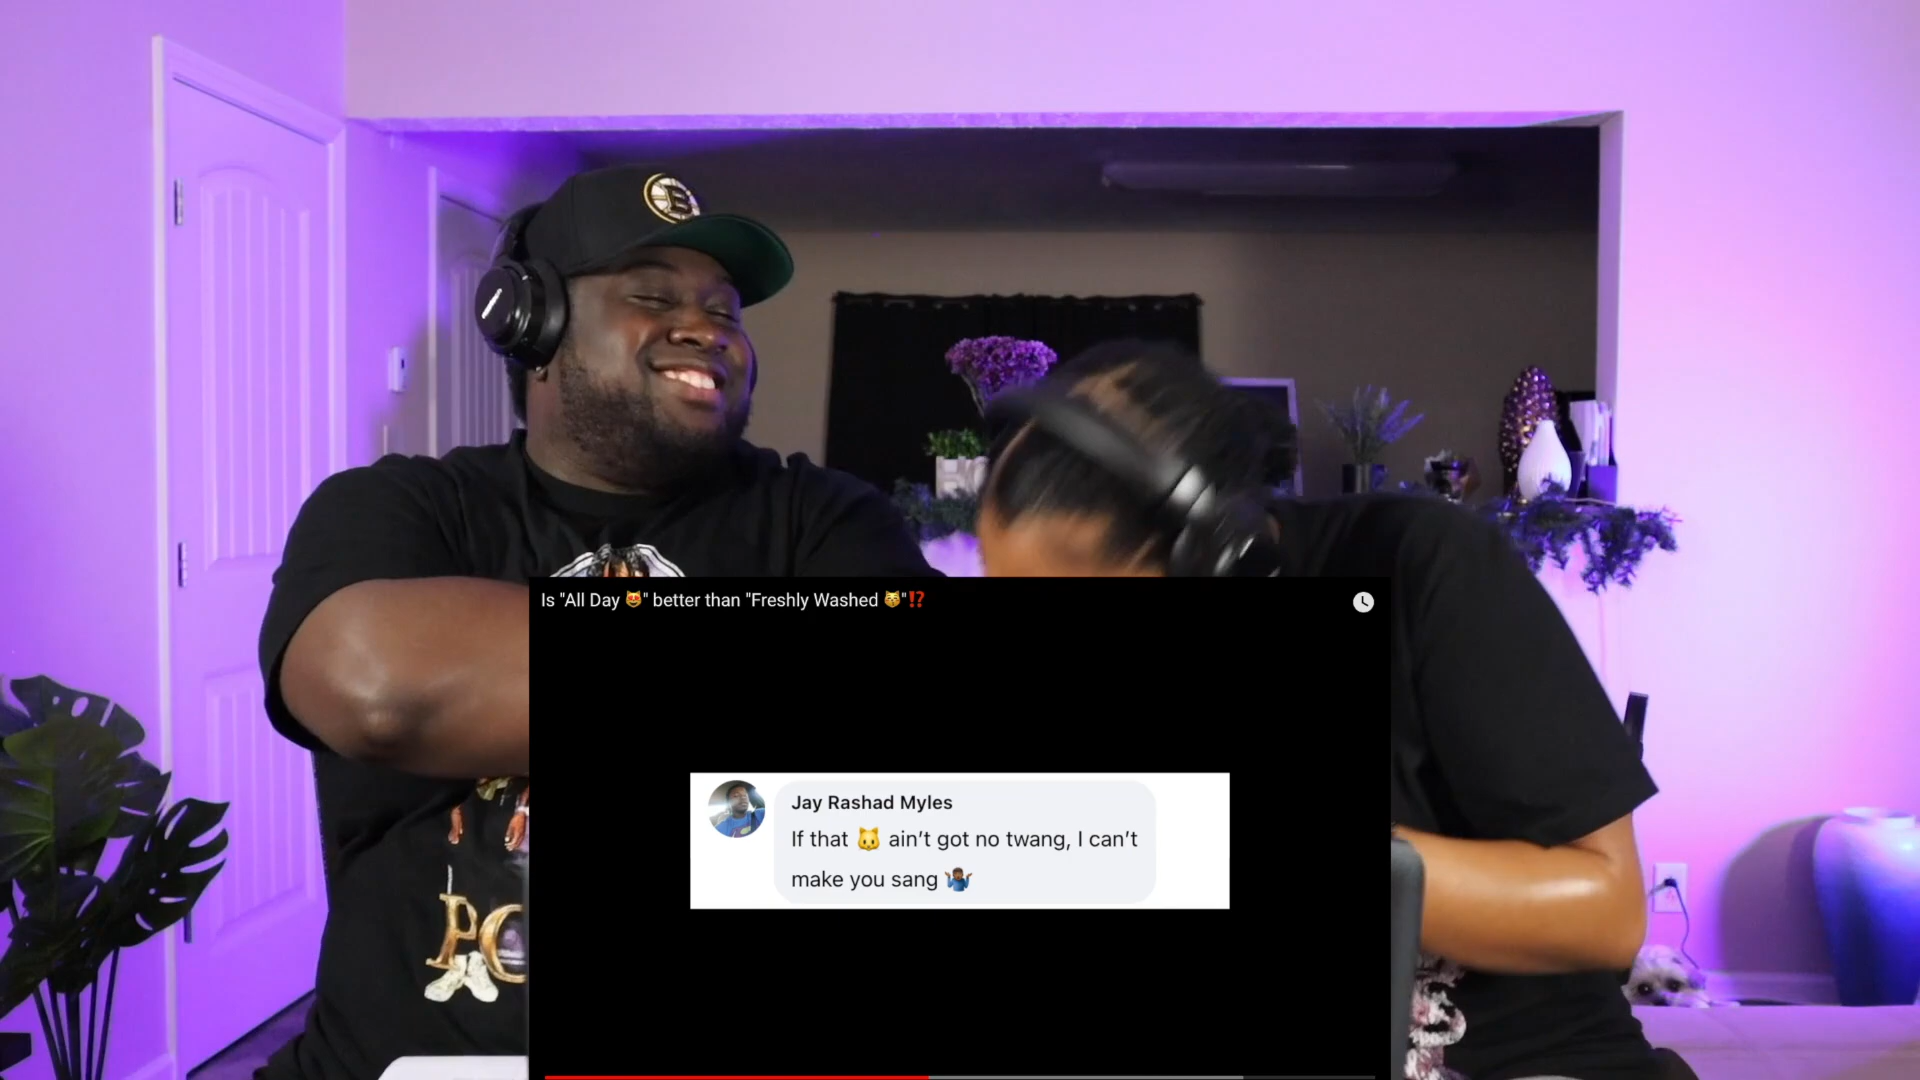 B
Is "All Day 😻" better than "Freshly Washed 😽"⁉️
Jay Rashad Myles
If that 🐱 ain't got no twang, I can't
make you sang 🤷🏾‍♂️
PO